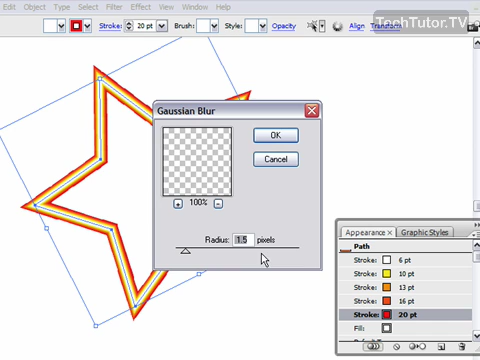 Edit Object Type Select Filter Effect View Window Help
TechTutor.TV
Stroke: 20 pt Brush: Style: Opacity Align Transform
Gaussian Blur
OK
Cancel
100%
Radius: 1.5 pixels
Appearance × Graphic Styles
Path
Stroke: 6 pt
Stroke: 10 pt
Stroke: 13 pt
Stroke: 16 pt
Stroke: 20 pt
Fill: